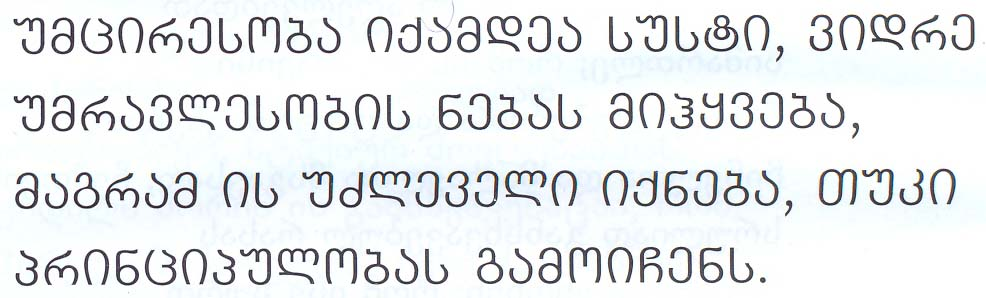 უმცირესობა იქამდეა სუსტი, ვიდრე
უმრავლესობის ნებას მიჰყვება,
მაგრამ ის უძლეველი იქნება, თუკი
პრინციპულობას გამოიჩენს.